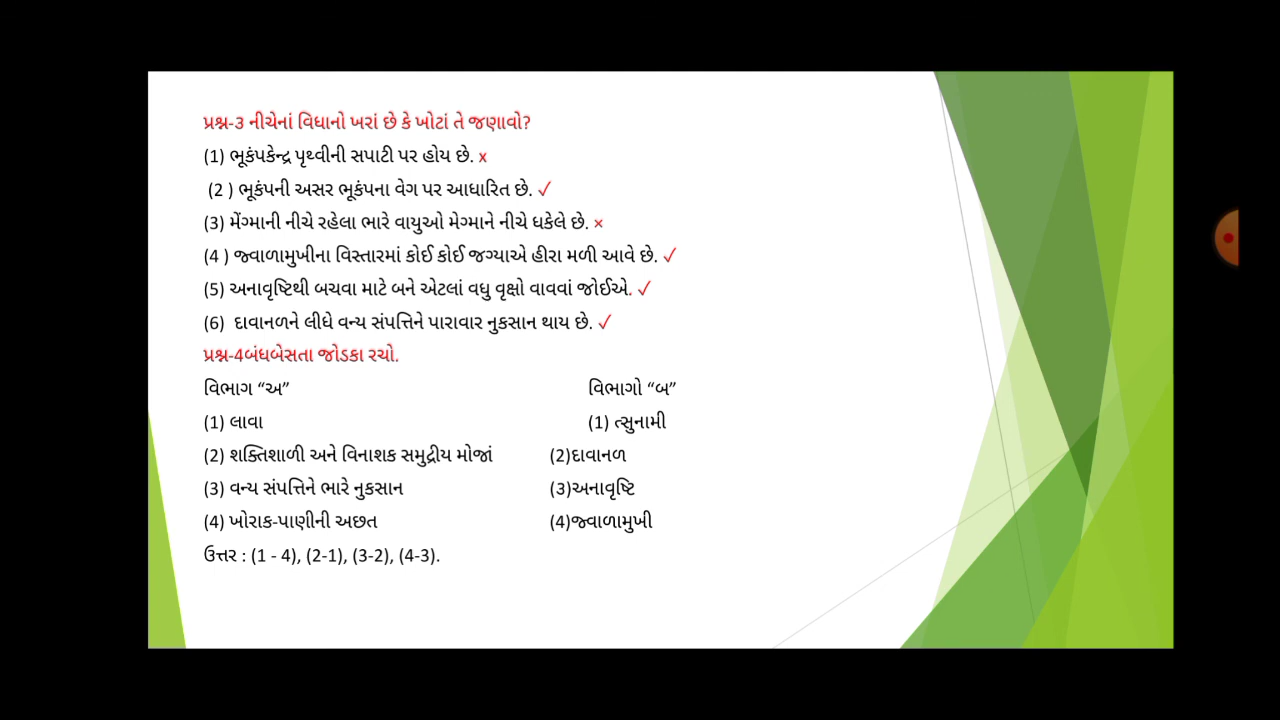 પ્રશ્ન-3 નીચેનાં વિધાનો ખરાં છે કે ખોટાં તે જણાવો?
(1) ભૂકંપકેન્દ્ર પૃથ્વીની સપાટી પર હોય છે. x
(2 ) ભૂકંપની અસર ભૂકંપના વેગ પર આધારિત છે. ✓
(3) મેંગ્માની નીચે રહેલા ભારે વાયુઓ મેગ્માને નીચે ધકેલે છે. ×
(4 ) જ્વાળામુખીના વિસ્તારમાં કોઈ કોઈ જગ્યાએ હીરા મળી આવે છે. ✓
(5) અનાવૃષ્ટિથી બચવા માટે બને એટલાં વધુ વૃક્ષો વાવવાં જોઈએ. ✓
(6) દાવાનળને લીધે વન્ય સંપત્તિને પારાવાર નુકસાન થાય છે. ✓
પ્રશ્ન-4બંધબેસતા જોડકા રચો.
વિભાગ “અ” વિભાગો “બ”
(1) લાવા (1) ત્સુનામી
(2) શક્તિશાળી અને વિનાશક સમુદ્રીય મોજાં (2)દાવાનળ
(3) વન્ય સંપત્તિને ભારે નુકસાન (3)અનાવૃષ્ટિ
(4) ખોરાક-પાણીની અછત (4)જ્વાળામુખી
ઉત્તર : (1 - 4), (2-1), (3-2), (4-3).